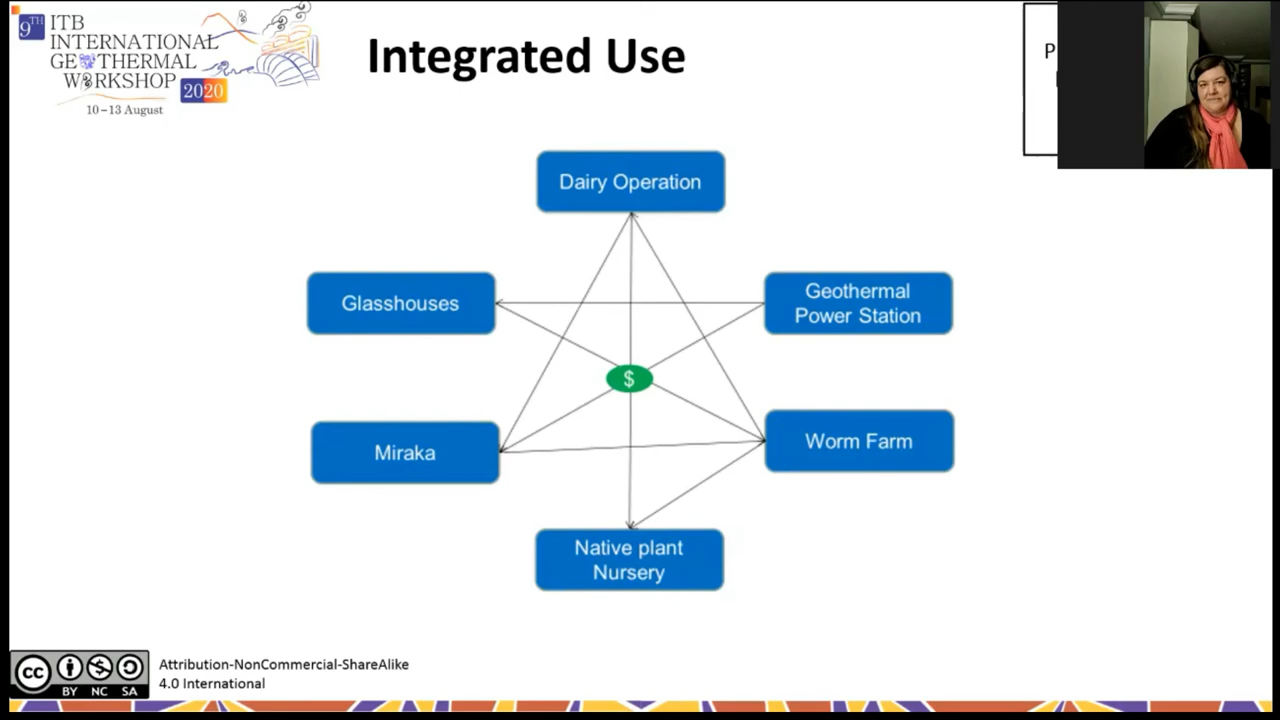 9TH
ITB
INTERNATIONAL
GEOTHERMAL
WORKSHOP
2020
10–13 August
Integrated Use
P
Dairy Operation
Glasshouses
Geothermal
Power Station
$
Miraka
Worm Farm
Native plant
Nursery
cc
BY NC SA
Attribution-NonCommercial-ShareAlike
4.0 International